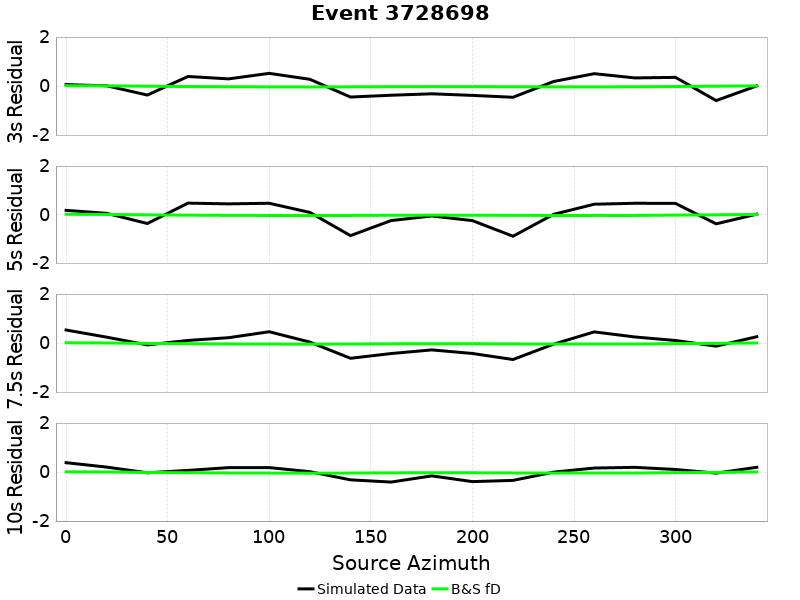 Event 3728698
3s Residual
2
0
-2
5s Residual
2
0
-2
7.5s Residual
2
0
-2
10s Residual
2
0
-2
0 50 100 150 200 250 300
Source Azimuth
Simulated Data B&S fD